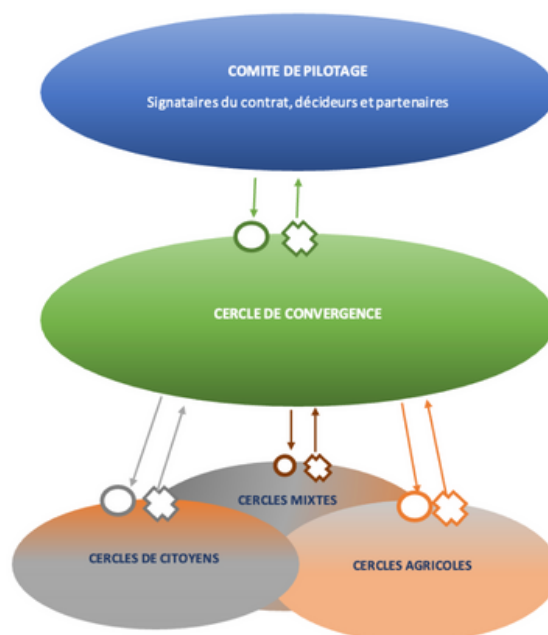 COMITE DE PILOTAGE
Signataires du contrat, décideurs et partenaires
CERCLE DE CONVERGENCE
CERCLES MIXTES
CERCLES DE CITOYENS
CERCLES AGRICOLES